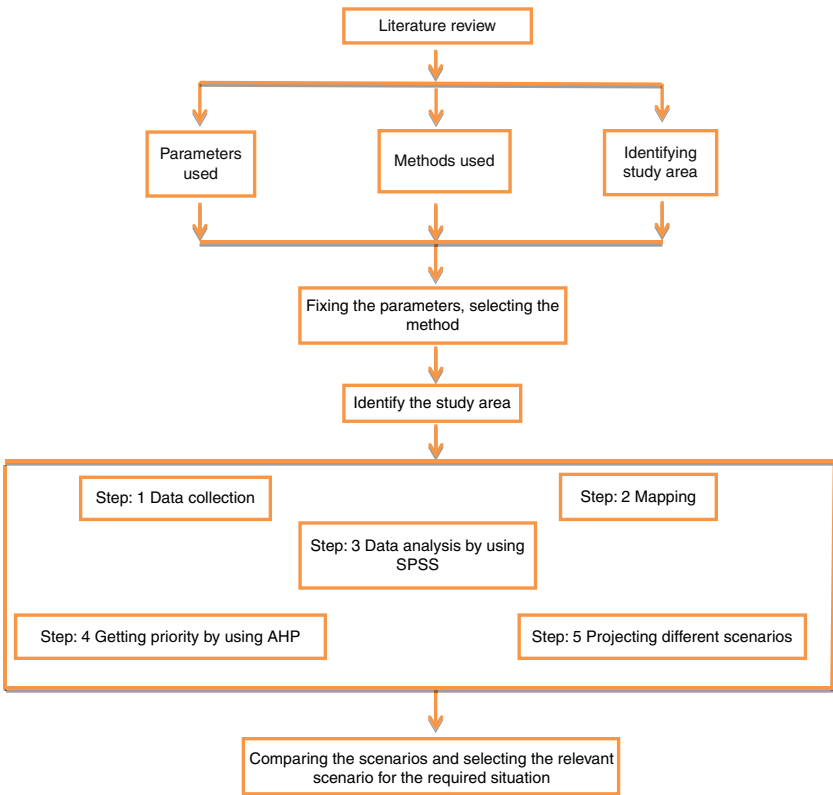 Literature review
Parameters
used
Methods used
Identifying
study area
Fixing the parameters, selecting the
method
Identify the study area
Step: 1 Data collection
Step: 2 Mapping
Step: 3 Data analysis by using
SPSS
Step: 4 Getting priority by using AHP
Step: 5 Projecting different scenarios
Comparing the scenarios and selecting the relevant
scenario for the required situation